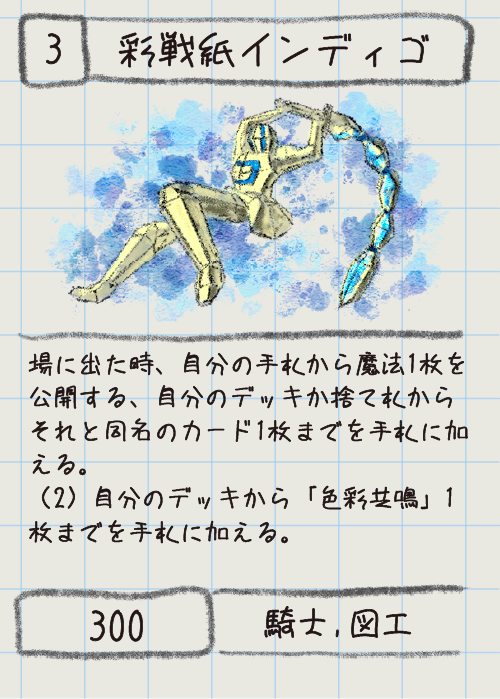 3
彩戦紙インディゴ
場に出た時、自分の手札から魔法1枚を
公開する、自分のデッキか捨て札から
それと同名のカード1枚までを手札に加
える。
（2）自分のデッキから「色彩共鳴」1
枚までを手札に加える。
300
騎士,図工